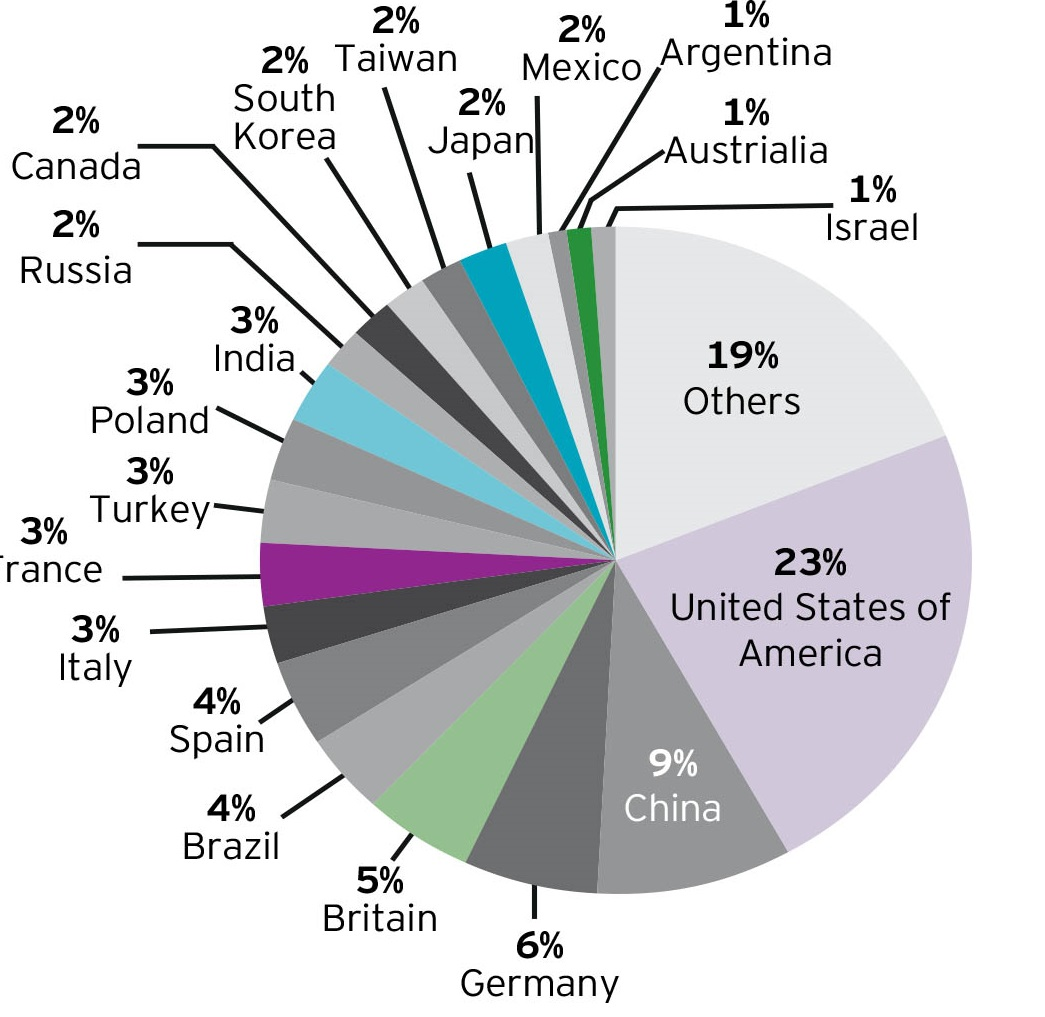 2%
Taiwan
2%
Mexico
1%
Argentina
2%
South
Korea
2%
Japan
1%
Austrialia
2%
Canada
1%
Israel
2%
Russia
3%
India
19%
Others
3%
Poland
3%
Turkey
3%
rance
23%
United States of
America
3%
Italy
4%
Spain
9%
China
4%
Brazil
5%
Britain
6%
Germany